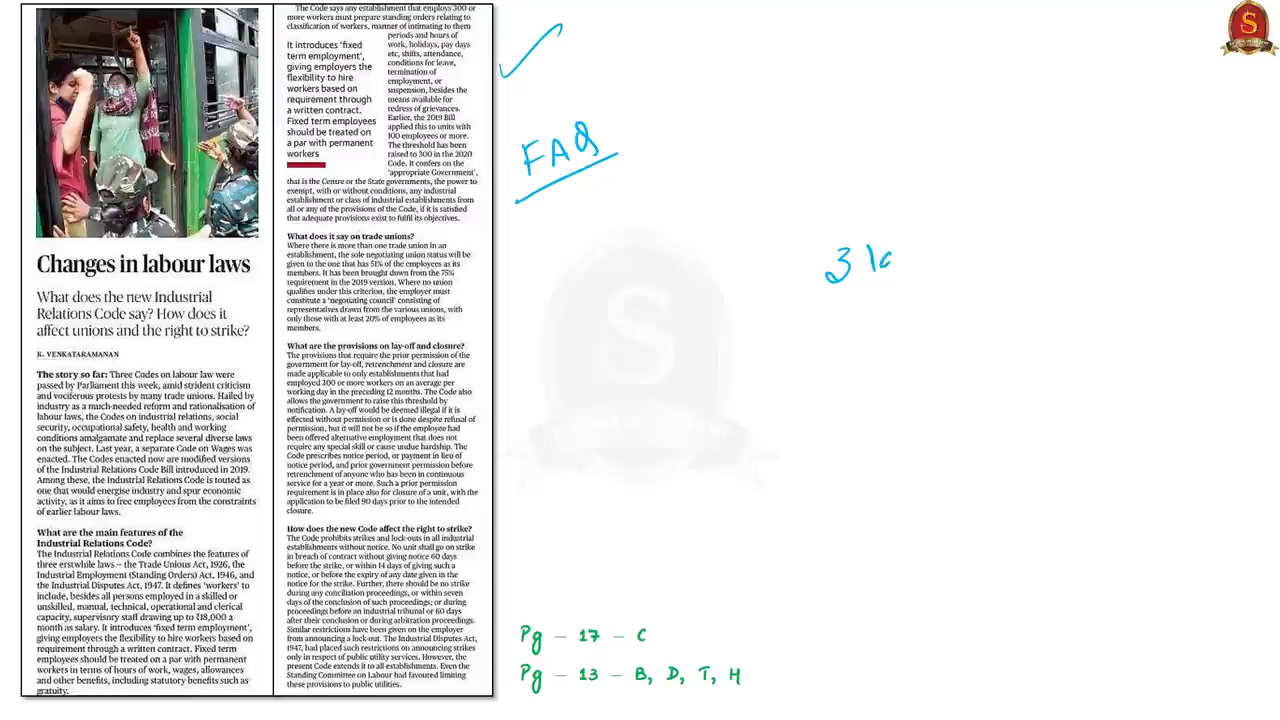 Changes in labour laws
What does the new Industrial
Relations Code say? How does it
affect unions and the right to strike?
K. VENKATARAMANAN
The story so far: Three Codes on labour law were
passed by Parliament this week, amid strident criticism
and vociferous protests by many trade unions. Hailed by
industry as a much-needed reform and rationalisation of
labour laws, the Codes on industrial relations, social
security, occupational safety, health and working
conditions amalgamate and replace several diverse laws
on the subject. Last year, a separate Code on Wages was
enacted. The Codes enacted now are modified versions
of the Industrial Relations Code Bill introduced in 2019.
Among these, the Industrial Relations Code is touted as
one that would energise industry and spur economic
activity, as it aims to free employees from the constraints
of earlier labour laws.
What are the main features of the
Industrial Relations Code?
The Industrial Relations Code combines the features of
three erstwhile laws — the Trade Unions Act, 1926, the
Industrial Employment (Standing Orders) Act, 1946, and
the Industrial Disputes Act, 1947. It defines ‘workers’ to
include, besides all persons employed in a skilled or
unskilled, manual, technical, operational and clerical
capacity, supervisory staff drawing up to ₹18,000 a
month as salary. It introduces ‘fixed term employment’,
giving employers the flexibility to hire workers based on
requirement through a written contract. Fixed term
employees should be treated on a par with permanent
workers in terms of hours of work, wages, allowances
and other benefits, including statutory benefits such as
gratuity.
The Code says any establishment that employs 300 or
more workers must prepare standing orders relating to
classification of workers, manner of intimating to them
periods and hours of
work, holidays, pay days
etc, shifts, attendance,
conditions for leave,
termination of
employment, or
suspension, besides the
means available for
redress of grievances.
Earlier, the 2019 Bill
applied this to units with
100 employees or more.
The threshold has been
raised to 300 in the 2020
Code. It confers on the
‘appropriate Government’,
that is the Centre or the State governments, the power to
exempt, with or without conditions, any industrial
establishment or class of industrial establishments from
all or any of the provisions of the Code, if it is satisfied
that adequate provisions exist to fulfil its objectives.
It introduces ‘fixed
term employment’,
giving employers the
flexibility to hire
workers based on
requirement through
a written contract.
Fixed term employees
should be treated on
a par with permanent
workers
What does it say on trade unions?
Where there is more than one trade union in an
establishment, the sole negotiating union status will be
given to the one that has 51% of the employees as its
members. It has been brought down from the 75%
requirement in the 2019 version. Where no union
qualifies under this criterion, the employer must
constitute a ‘negotiating council’ consisting of
representatives drawn from the various unions, with
only those with at least 20% of employees as its
members.
What are the provisions on lay-off and closure?
The provisions that require the prior permission of the
government for lay-off, retrenchment and closure are
made applicable to only establishments that had
employed 300 or more workers on an average per
working day in the preceding 12 months. The Code also
allows the government to raise this threshold by
notification. A lay-off would be deemed illegal if it is
effected without permission or is done despite refusal of
permission, but it will not be so if the employee had
been offered alternative employment that does not
require any special skill or cause undue hardship. The
Code prescribes notice period, or payment in lieu of
notice period, and prior government permission before
retrenchment of anyone who has been in continuous
service for a year or more. Such a prior permission
requirement is in place also for closure of a unit, with the
application to be filed 90 days prior to the intended
closure.
How does the new Code affect the right to strike?
The Code prohibits strikes and lock-outs in all industrial
establishments without notice. No unit shall go on strike
in breach of contract without giving notice 60 days
before the strike, or within 14 days of giving such a
notice, or before the expiry of any date given in the
notice for the strike. Further, there should be no strike
during any conciliation proceedings, or within seven
days of the conclusion of such proceedings; or during
proceedings before an industrial tribunal or 60 days
after their conclusion or during arbitration proceedings.
Similar restrictions have been given on the employer
from announcing a lock-out. The Industrial Disputes Act,
1947, had placed such restrictions on announcing strikes
only in respect of public utility services. However, the
present Code extends it to all establishments. Even the
Standing Committee on Labour had favoured limiting
these provisions to public utilities.
FAQ
3 la
Pg - 17 - C
Pg - 13 - B, D, T, H
S